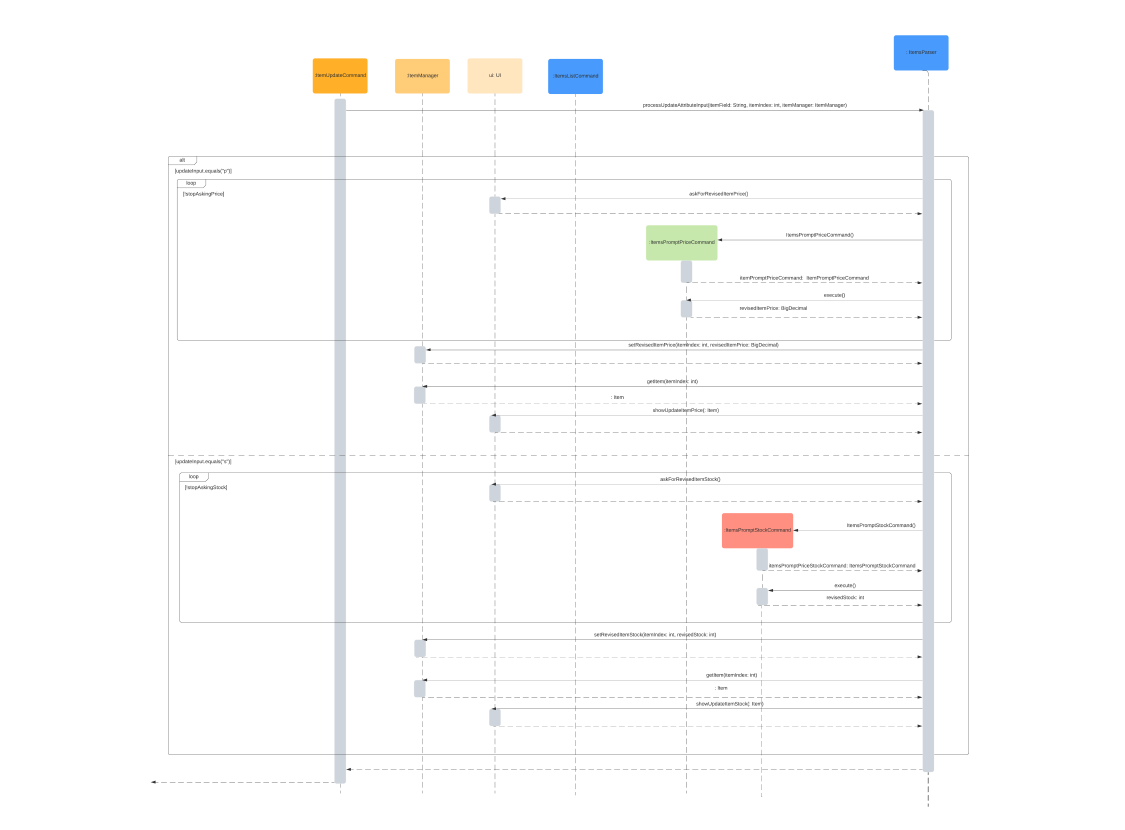 : ItemsParser
:ItemUpdateCommand
:ItemManager
ui: UI
:ItemsListCommand
processUpdateAttributeInput(itemField: String, itemIndex: int, itemManager: ItemManager)
alt
[updateInput.equals("p")]
loop
[!stopAskingPrice]
askForRevisedItemPrice()
:ItemsPromptPriceCommand
ItemsPromptPriceCommand()
itemPromptPriceCommand: ItemPromptPriceCommand
execute()
revisedItemPrice: BigDecimal
setRevisedItemPrice(itemIndex: int, revisedItemPrice: BigDecimal)
getItem(itemIndex: int)
: Item
showUpdateItemPrice(: Item)
[updateInput.equals("s")]
loop
[!stopAskingStock]
askForRevisedItemStock()
:ItemsPromptStockCommand
ItemsPromptStockCommand()
itemsPromptPriceStockCommand: ItemsPromptStockCommand
execute()
revisedStock: int
setRevisedItemStock(itemIndex: int, revisedStock: int)
getItem(itemIndex: int)
: Item
showUpdateItemStock(: Item)